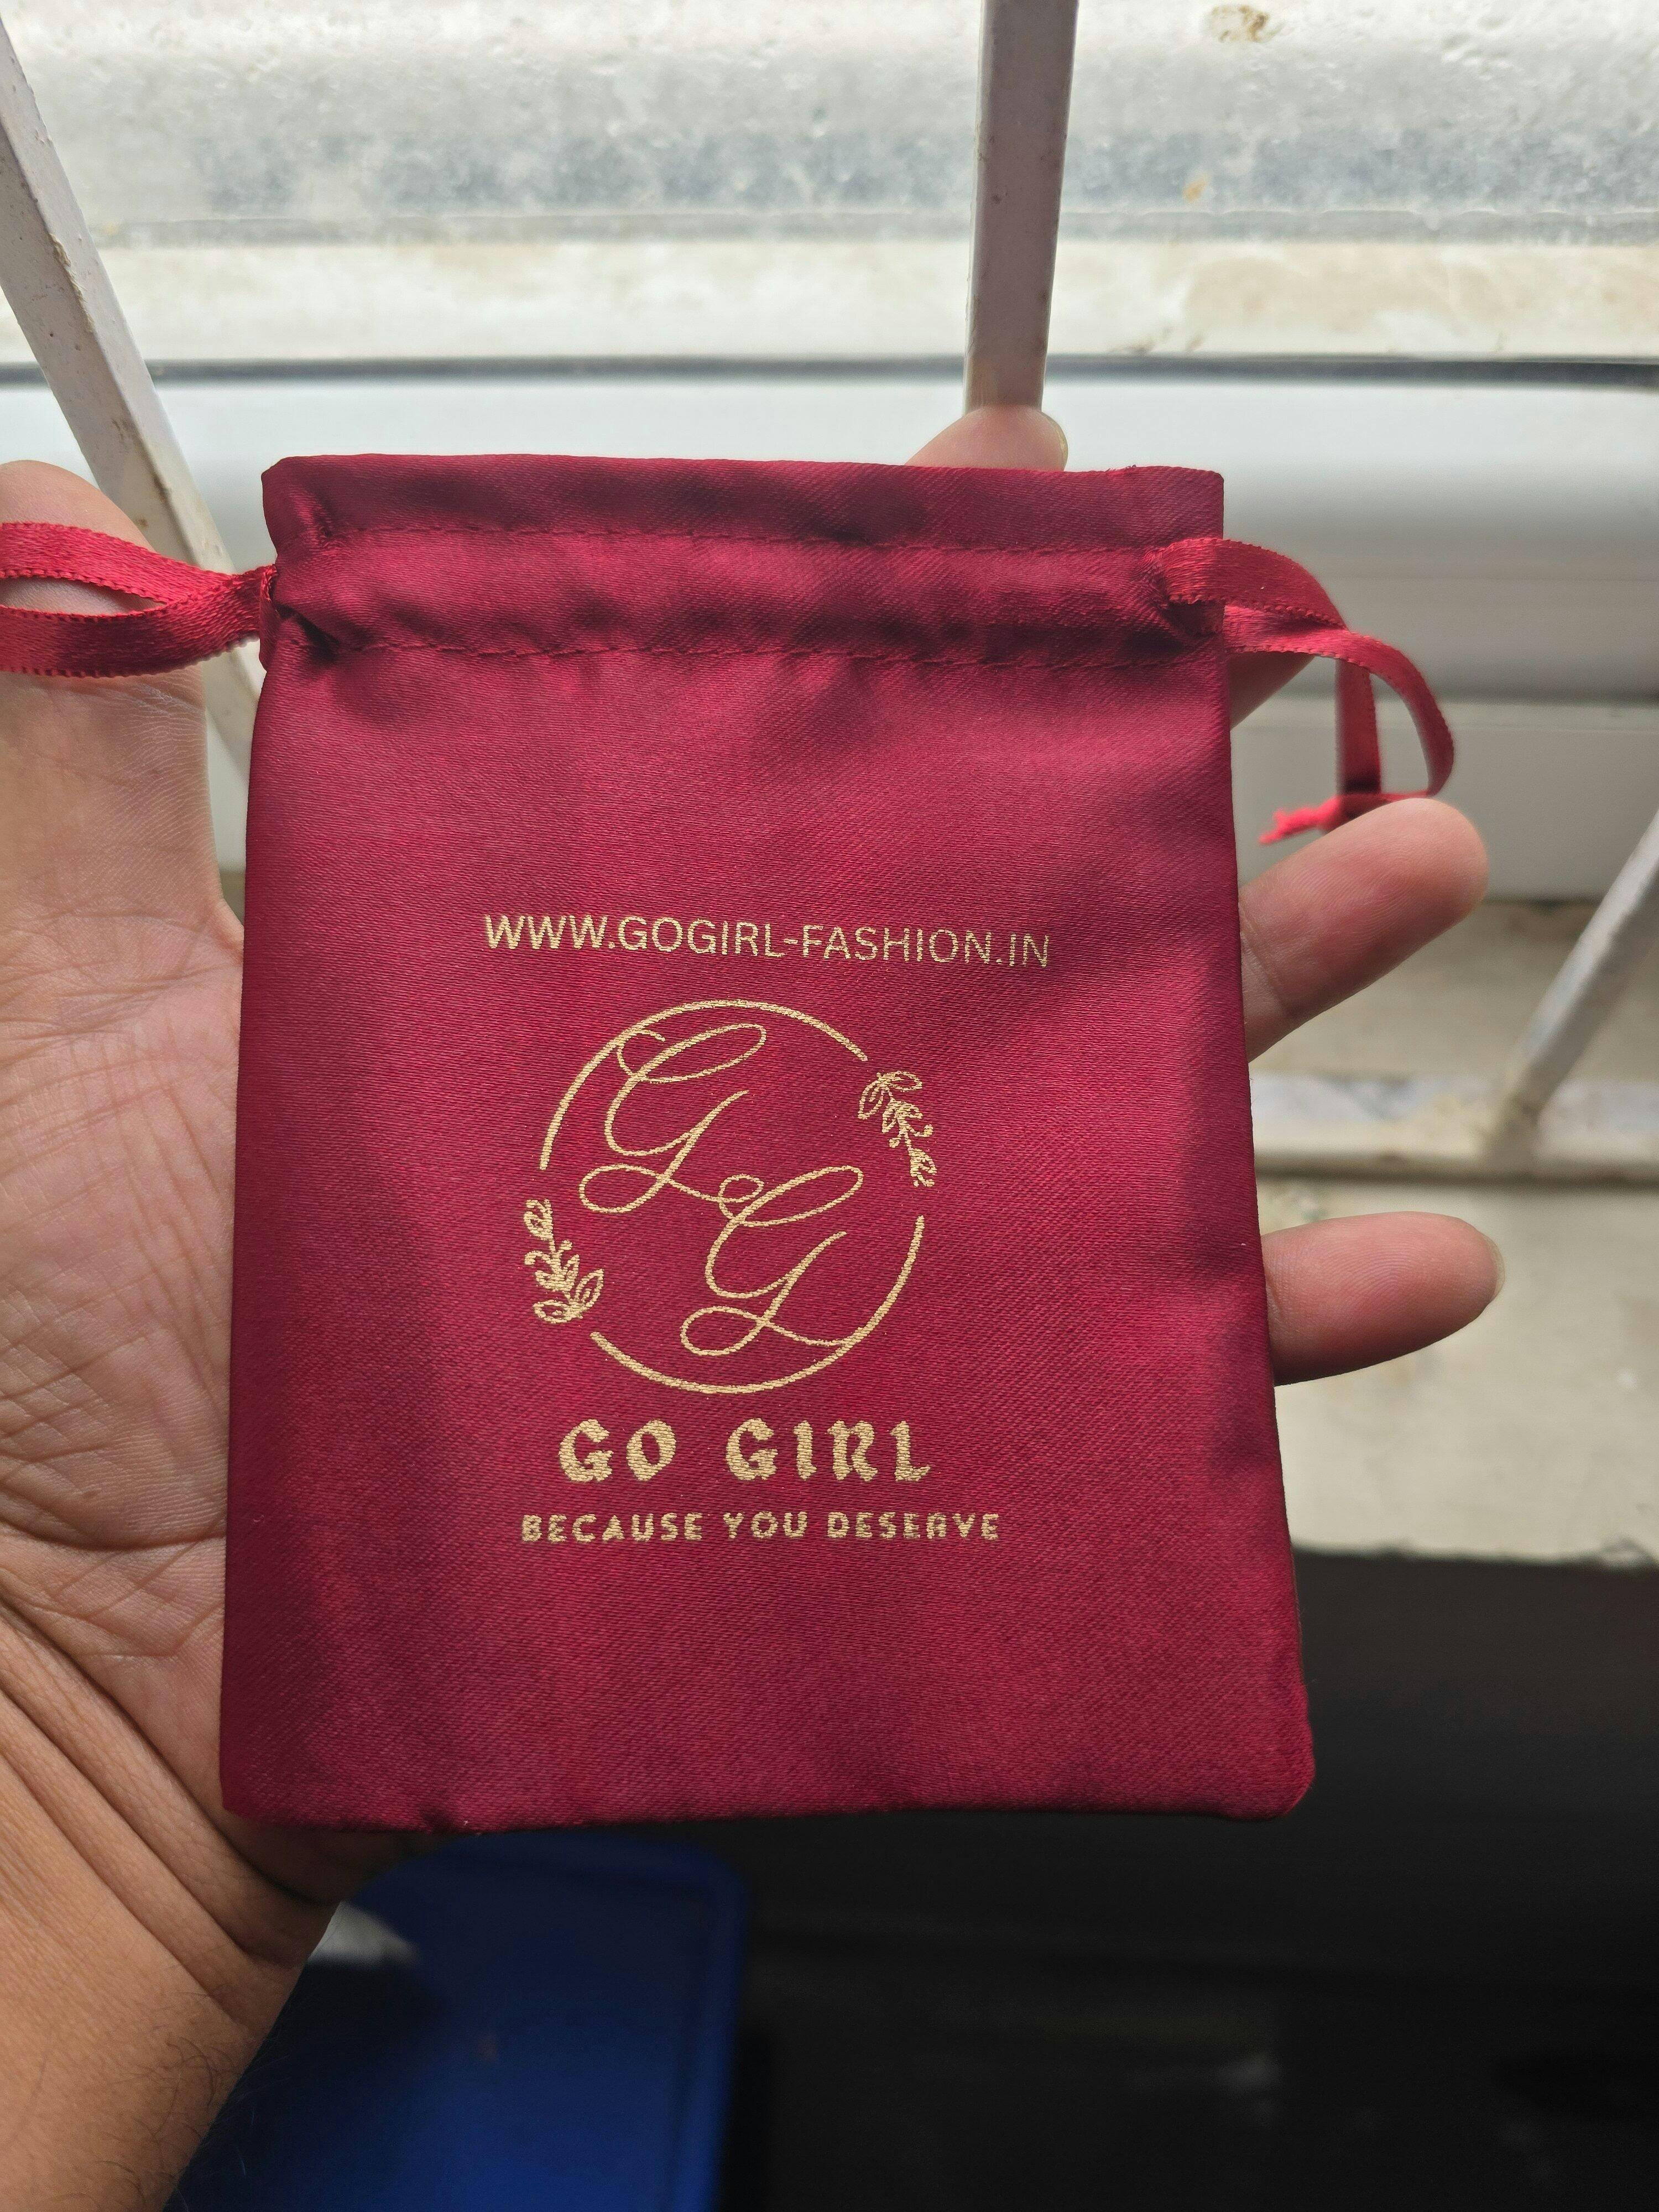 WWW.GOGIRL-FASHION.IN
GG
GO GIRL
BECAUSE YOU DESERVE